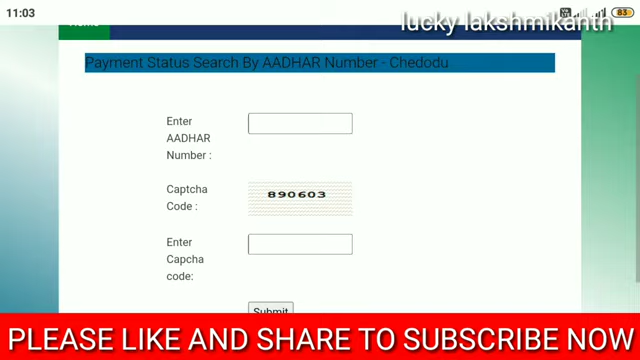 11:03
83
lucky lakshmikanth
Payment Status Search By AADHAR Number - Chedodu
Enter
AADHAR
Number :
Captcha
Code :
890603
Enter
Capcha
code:
Submit
PLEASE LIKE AND SHARE TO SUBSCRIBE NOW